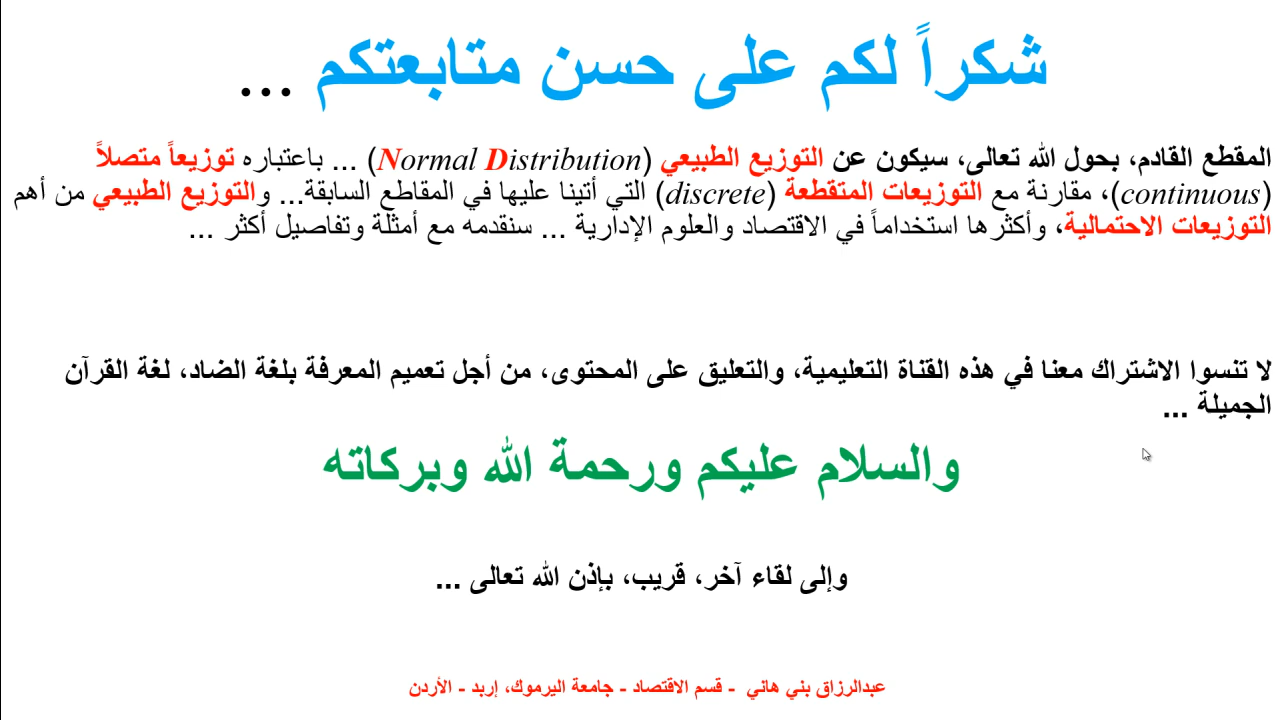 شكراً لكم على حسن متابعتكم ...
المقطع القادم، بحول الله تعالى، سيكون عن التوزيع الطبيعي (Normal Distribution) ... باعتباره توزيعاً متصلاً
(continuous)، مقارنة مع التوزيعات المتقطعة (discrete) التي أتينا عليها في المقاطع السابقة... والتوزيع الطبيعي من أهم
التوزيعات الاحتمالية، وأكثرها استخداماً في الاقتصاد والعلوم الإدارية ... سنقدمه مع أمثلة وتفاصيل أكثر ...
لا تنسوا الاشتراك معنا في هذه القناة التعليمية، والتعليق على المحتوى، من أجل تعميم المعرفة بلغة الضاد، لغة القرآن
الجميلة ...
والسلام عليكم ورحمة الله وبركاته
وإلى لقاء آخر، قريب، بإذن الله تعالى ...
عبدالرزاق بني هاني - قسم الاقتصاد - جامعة اليرموك، إربد - الأردن